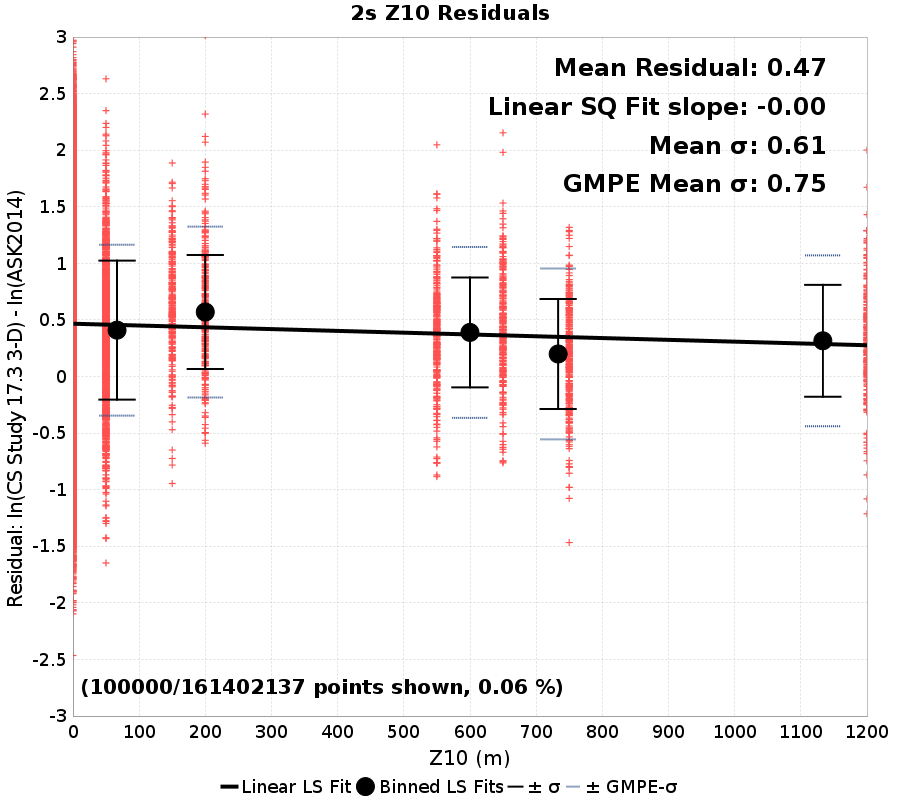 2s Z10 Residuals
Mean Residual: 0.47
Linear SQ Fit slope: -0.00
Mean σ: 0.61
GMPE Mean σ: 0.75
Residual: ln(CS Study 17.3 3-D) - ln(ASK2014)
3
2.5
2
1.5
1
0.5
0
-0.5
-1
-1.5
-2
-2.5
-3
(100000/161402137 points shown, 0.06 %)
0 100 200 300 400 500 600 700 800 900 1000 1100 1200
Z10 (m)
Linear LS Fit Binned LS Fits ± σ ± GMPE-σ